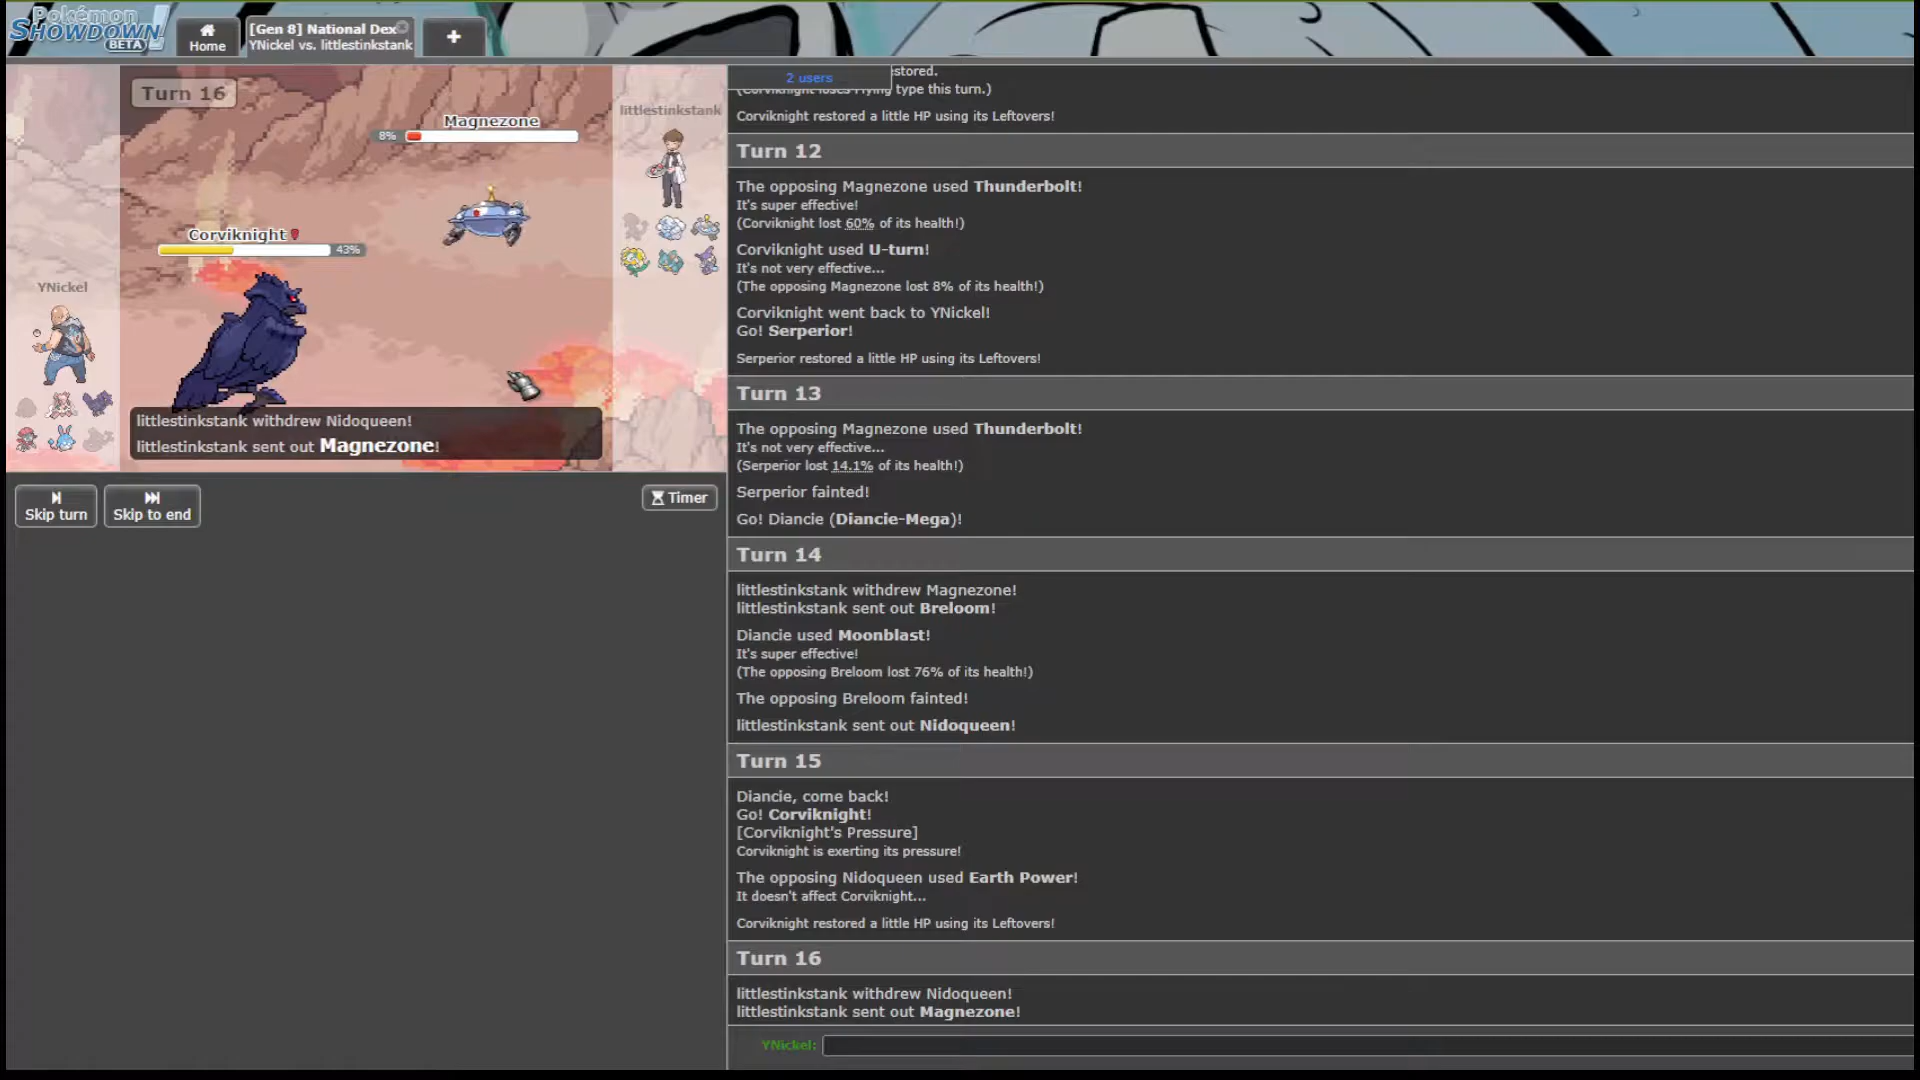 Pokémon
SHOWDOWN!
BETA
Home
[Gen 8] National Dex
YNickel vs. littlestinkstank
+
Turn 16
Magnezone
8%
Corviknight
43%
YNickel
littlestinkstank
littlestinkstank withdrew Nidoqueen!
littlestinkstank sent out Magnezone!
Skip turn
Skip to end
Timer
2 users
estored.
(Corviknight loses Flying type this turn.)
Corviknight restored a little HP using its Leftovers!
Turn 12
The opposing Magnezone used Thunderbolt!
It's super effective!
(Corviknight lost 60% of its health!)
Corviknight used U-turn!
It's not very effective...
(The opposing Magnezone lost 8% of its health!)
Corviknight went back to YNickel!
Go! Serperior!
Serperior restored a little HP using its Leftovers!
Turn 13
The opposing Magnezone used Thunderbolt!
It's not very effective...
(Serperior lost 14.1% of its health!)
Serperior fainted!
Go! Diancie (Diancie-Mega)!
Turn 14
littlestinkstank withdrew Magnezone!
littlestinkstank sent out Breloom!
Diancie used Moonblast!
It's super effective!
(The opposing Breloom lost 76% of its health!)
The opposing Breloom fainted!
littlestinkstank sent out Nidoqueen!
Turn 15
Diancie, come back!
Go! Corviknight!
[Corviknight's Pressure]
Corviknight is exerting its pressure!
The opposing Nidoqueen used Earth Power!
It doesn't affect Corviknight...
Corviknight restored a little HP using its Leftovers!
Turn 16
littlestinkstank withdrew Nidoqueen!
littlestinkstank sent out Magnezone!
YNickel: